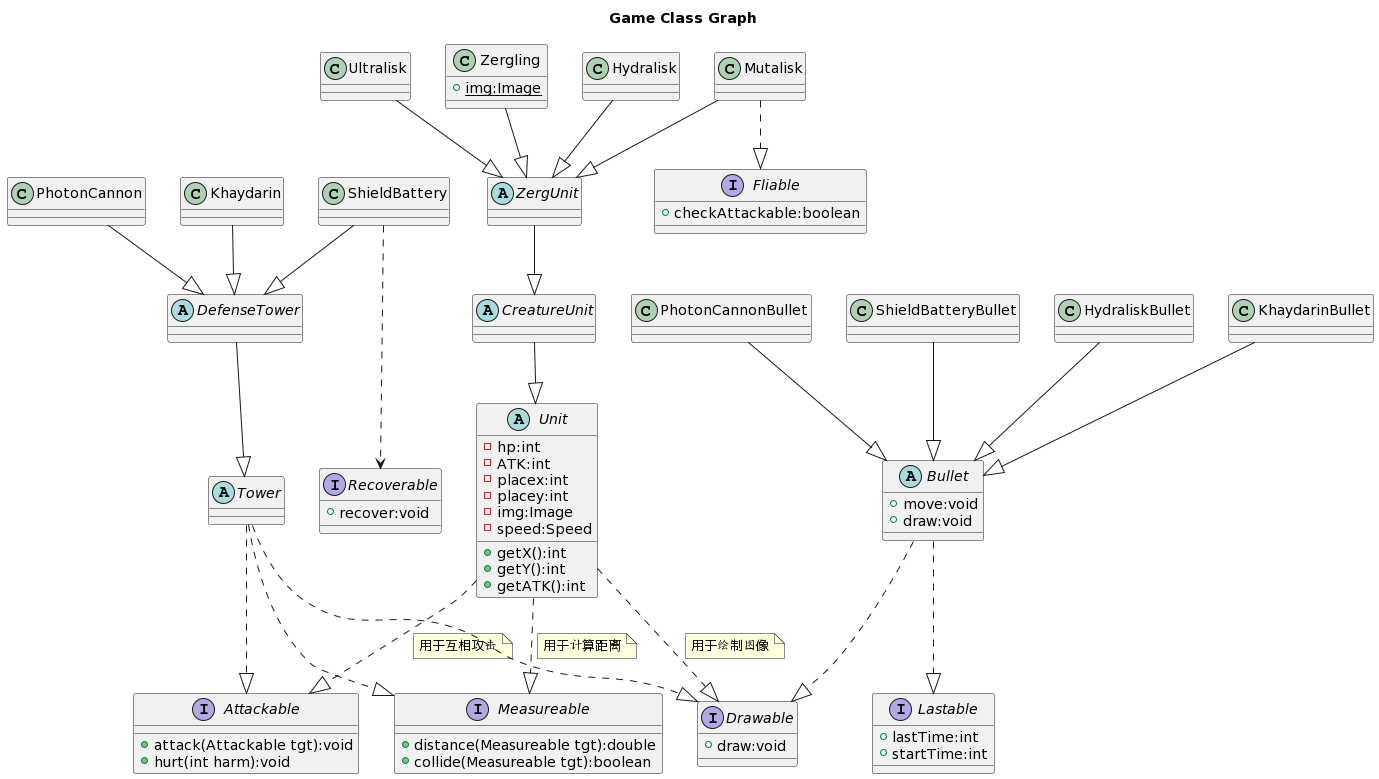 Game Class Graph
C Ultralisk
C Zergling
img:Image
C Hydralisk
C Mutalisk
C PhotonCannon
C Khaydarin
C ShieldBattery
A ZergUnit
I Fliable
checkAttackable:boolean
A DefenseTower
A CreatureUnit
C PhotonCannonBullet
C ShieldBatteryBullet
C HydraliskBullet
C KhaydarinBullet
A Tower
I Recoverable
recover:void
A Unit
hp:int
ATK:int
placex:int
placey:int
img:Image
speed:Speed
getX():int
getY():int
getATK():int
A Bullet
move:void
draw:void
用于互相攻击
用于计算距离
用于绘制图像
I Attackable
attack(Attackable tgt):void
hurt(int harm):void
I Measureable
distance(Measureable tgt):double
collide(Measureable tgt):boolean
I Drawable
draw:void
I Lastable
lastTime:int
startTime:int